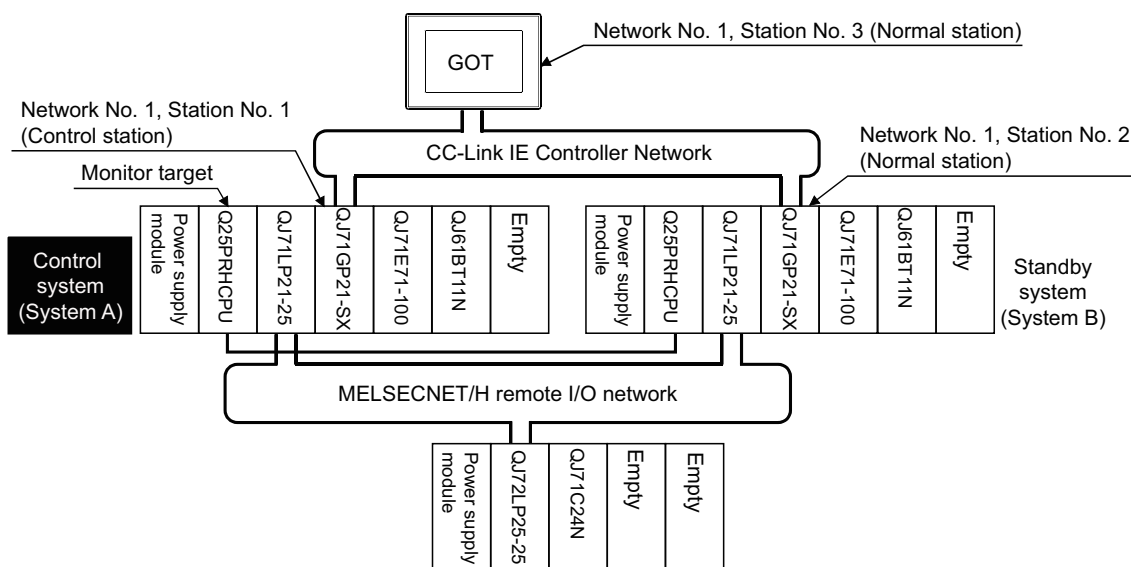 Network No. 1, Station No. 3 (Normal station)
GOT
Network No. 1, Station No. 1
(Control station)
Network No. 1, Station No. 2
(Normal station)
CC-Link IE Controller Network
Monitor target
Control
system
(System A)
Power supply
module
Q25PRHCPU
QJ71LP21-25
QJ71GP21-SX
QJ71E71-100
QJ61BT11N
Empty
Power supply
module
Q25PRHCPU
QJ71LP21-25
QJ71GP21-SX
QJ71E71-100
QJ61BT11N
Empty
Standby
system
(System B)
MELSECNET/H remote I/O network
Power supply
module
QJ72LP25-25
QJ71C24N
Empty
Empty